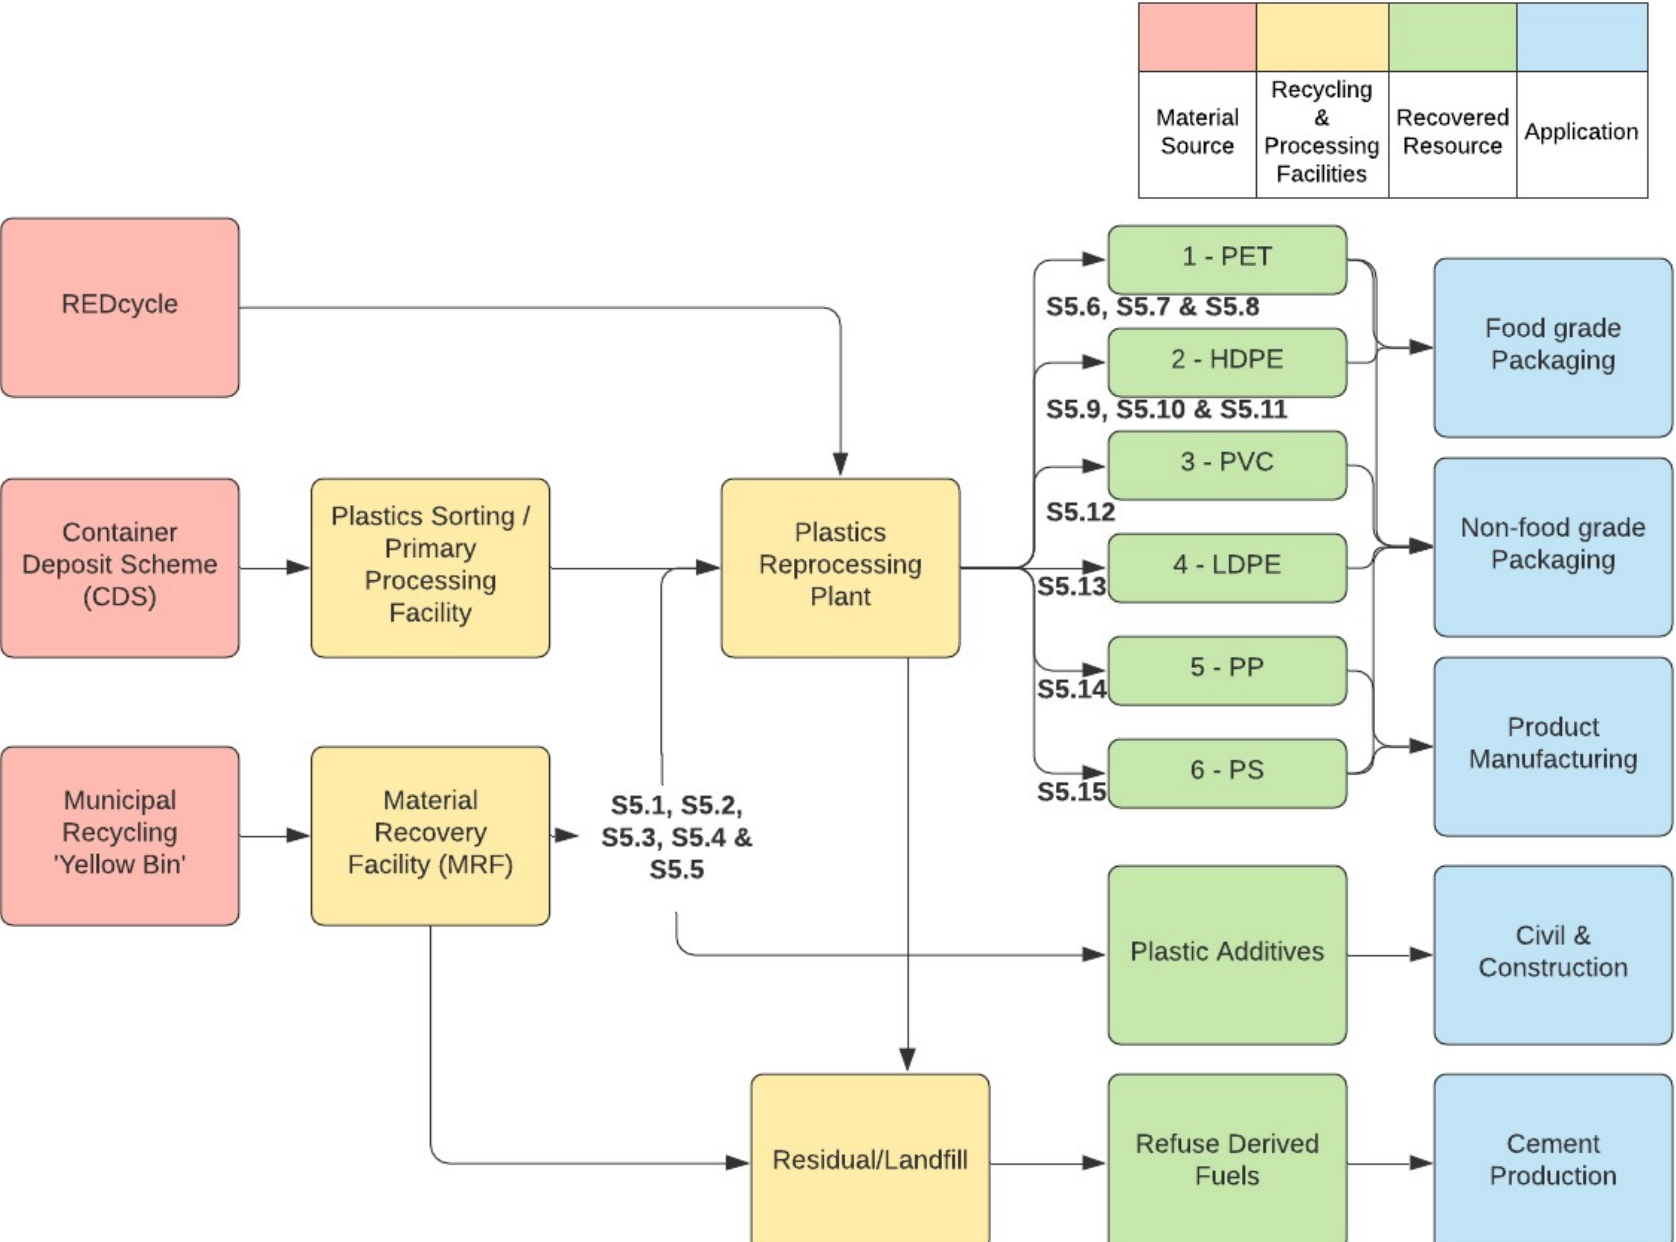 Material
Source
Recycling
&
Processing
Facilities
Recovered
Resource
Application
REDcycle
Container
Deposit Scheme
(CDS)
Municipal
Recycling
'Yellow Bin'
Plastics Sorting /
Primary
Processing
Facility
Material
Recovery
Facility (MRF)
S5.1, S5.2,
S5.3, S5.4 &
S5.5
Plastics
Reprocessing
Plant
Residual/Landfill
1 - PET
S5.6, S5.7 & S5.8
2 - HDPE
S5.9, S5.10 & S5.11
3 - PVC
S5.12
4 - LDPE
S5.13
5 - PP
S5.14
6 - PS
S5.15
Plastic Additives
Refuse Derived
Fuels
Food grade
Packaging
Non-food grade
Packaging
Product
Manufacturing
Civil &
Construction
Cement
Production